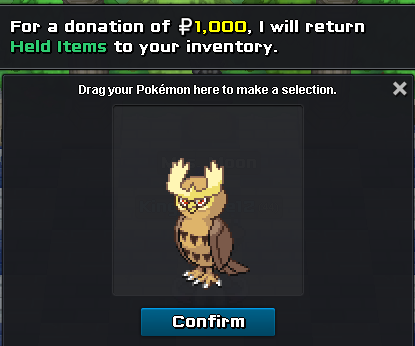 For a donation of ₽1,000, I will return
Held Items to your inventory.
Drag your Pokémon here to make a selection.
Confirm